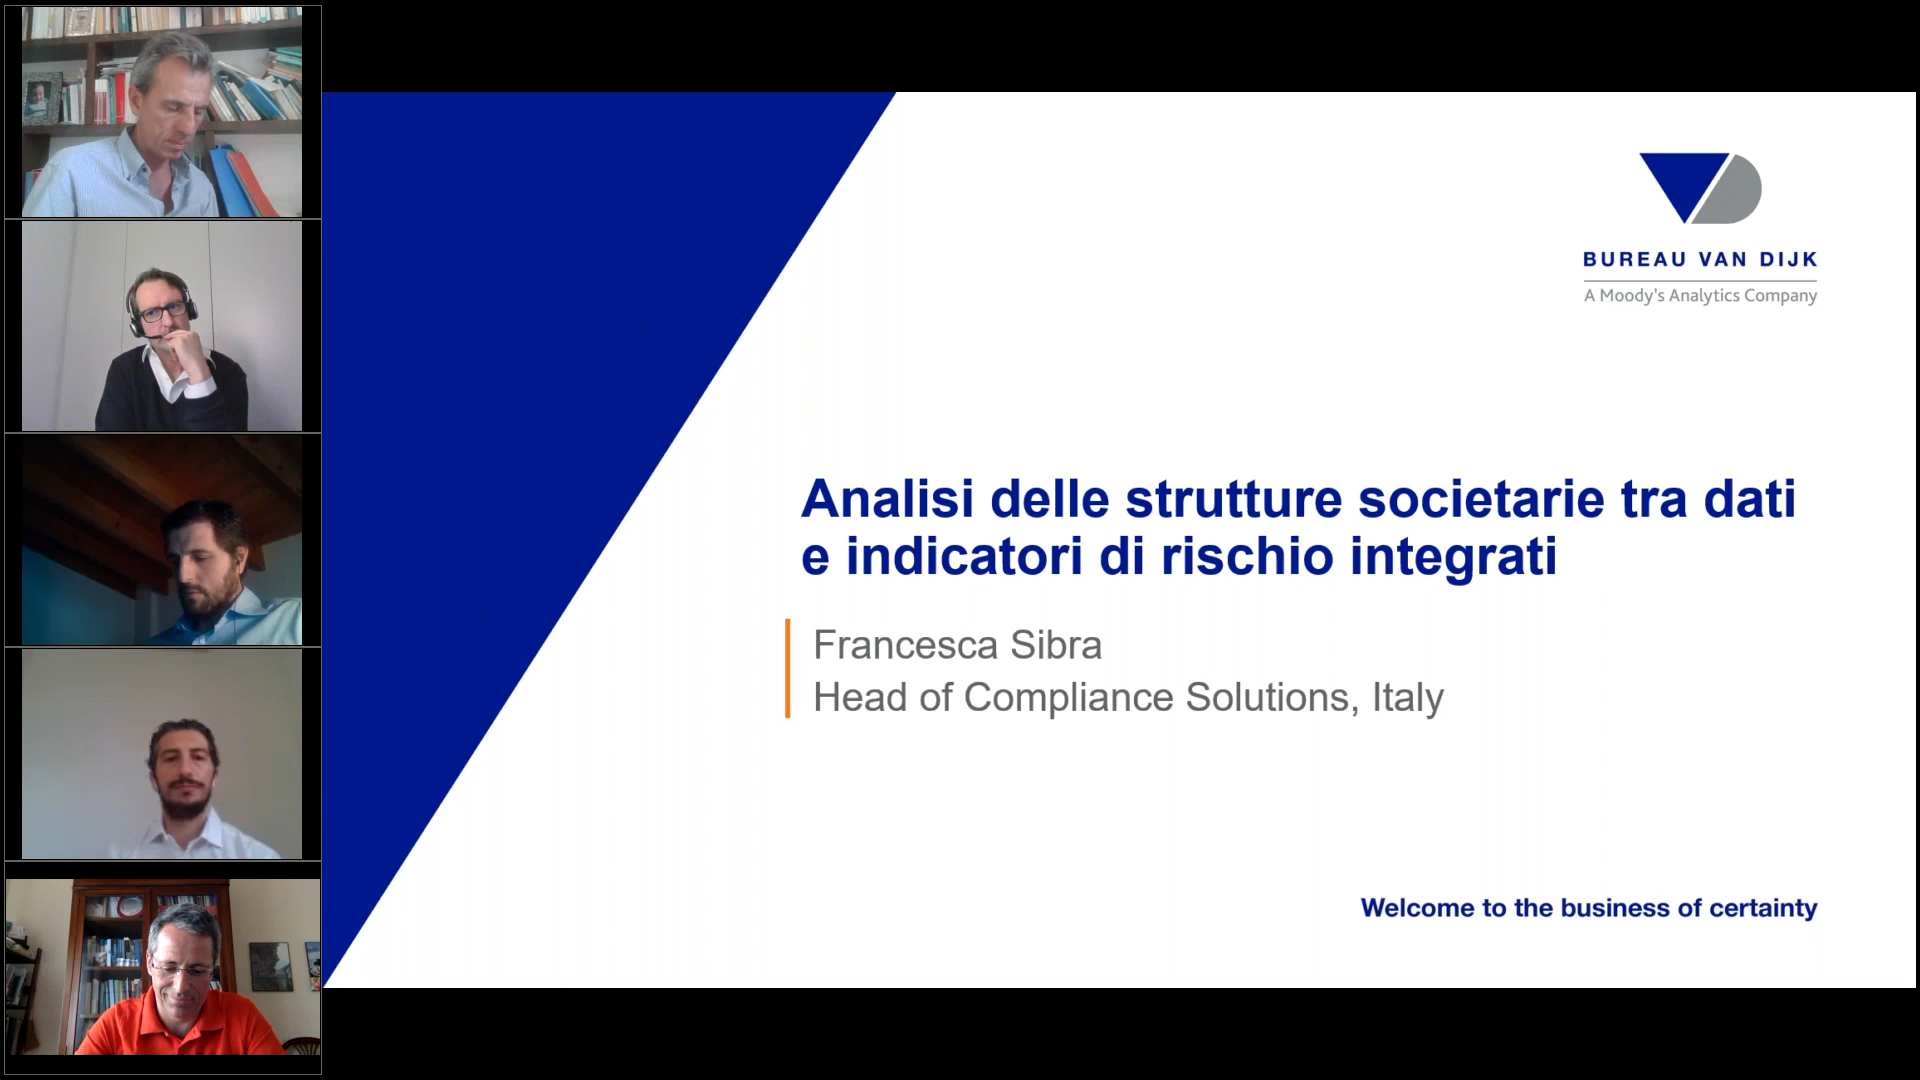 BUREAU VAN DIJK
A Moody's Analytics Company
Analisi delle strutture societarie tra dati
e indicatori di rischio integrati
Francesca Sibra
Head of Compliance Solutions, Italy
Welcome to the business of certainty